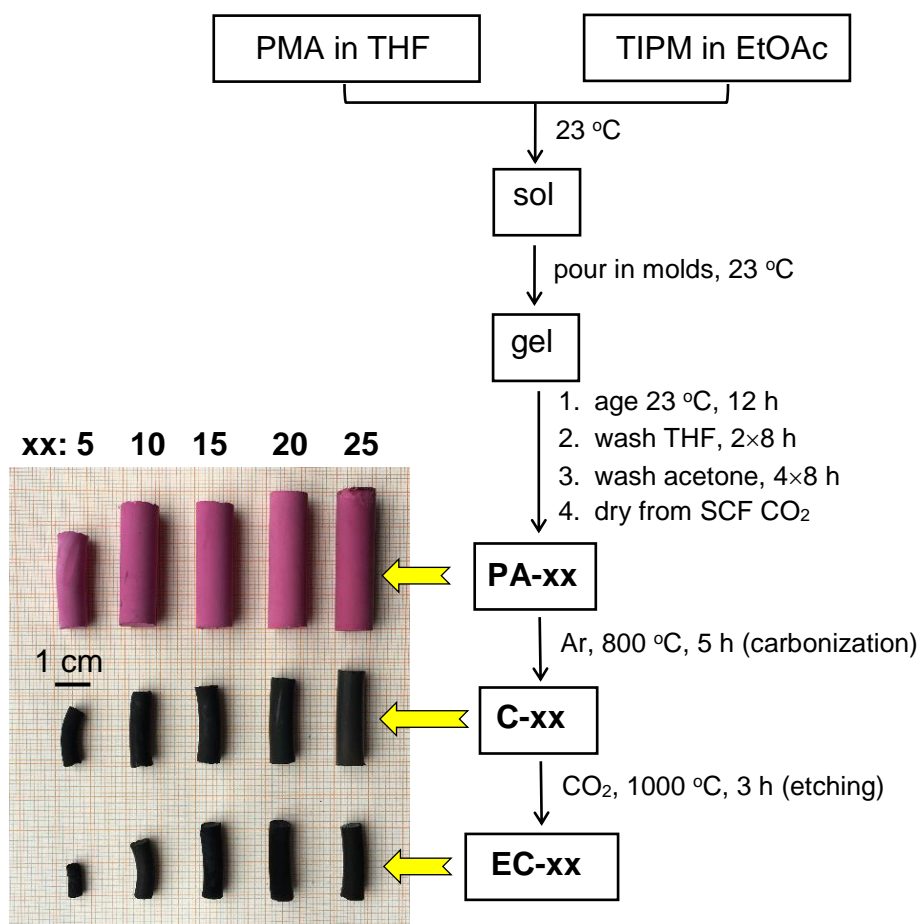 PMA in THF
TIPM in EtOAc
23 °C
sol
pour in molds, 23 °C
gel
1. age 23 °C, 12 h
2. wash THF, 2×8 h
3. wash acetone, 4×8 h
4. dry from SCF CO₂
xx: 5 10 15 20 25
PA-xx
Ar, 800 °C, 5 h (carbonization)
1 cm
C-xx
CO₂, 1000 °C, 3 h (etching)
EC-xx